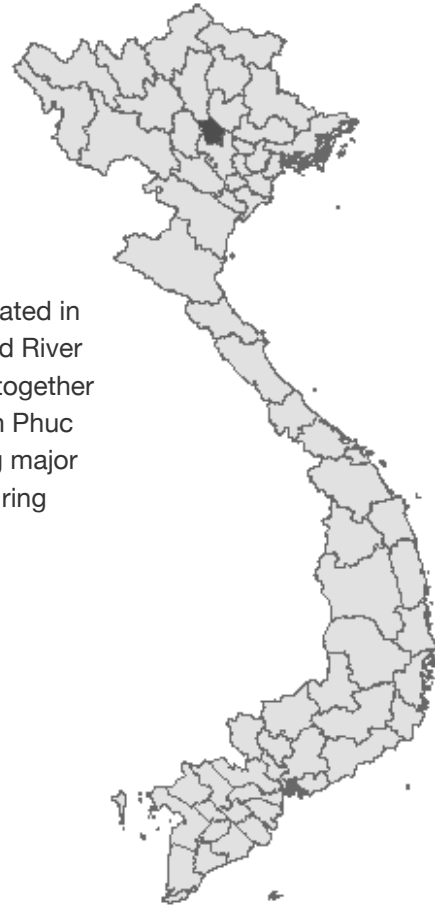 ated in
d River
together
n Phuc
g major
ring